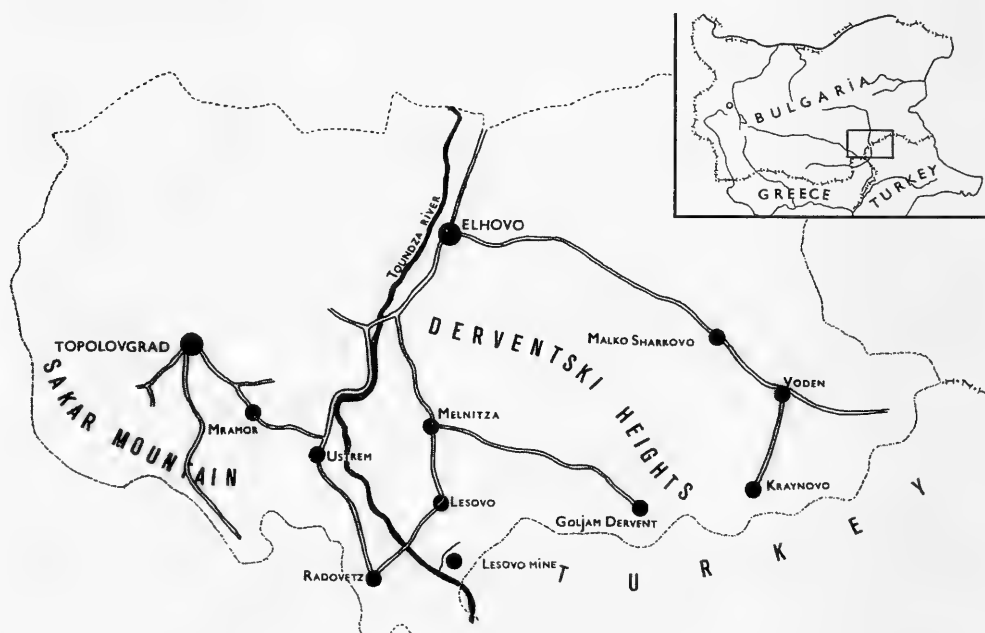 BULGARiA
GREECE
TURKEY
TOUNDZA RIVER
ELHOVO
DERVENTSKI HEIGHTS
MALKO SHARKOVO
TOPOLOVGRAD
SAKAR MOUNTAIN
VODEN
MRAMOR
MELNITZA
USTREM
KRAYNOVO
LESOVO
GOLJAM DERVENT
RADOVETZ
LESOVO MINE
TURKEY